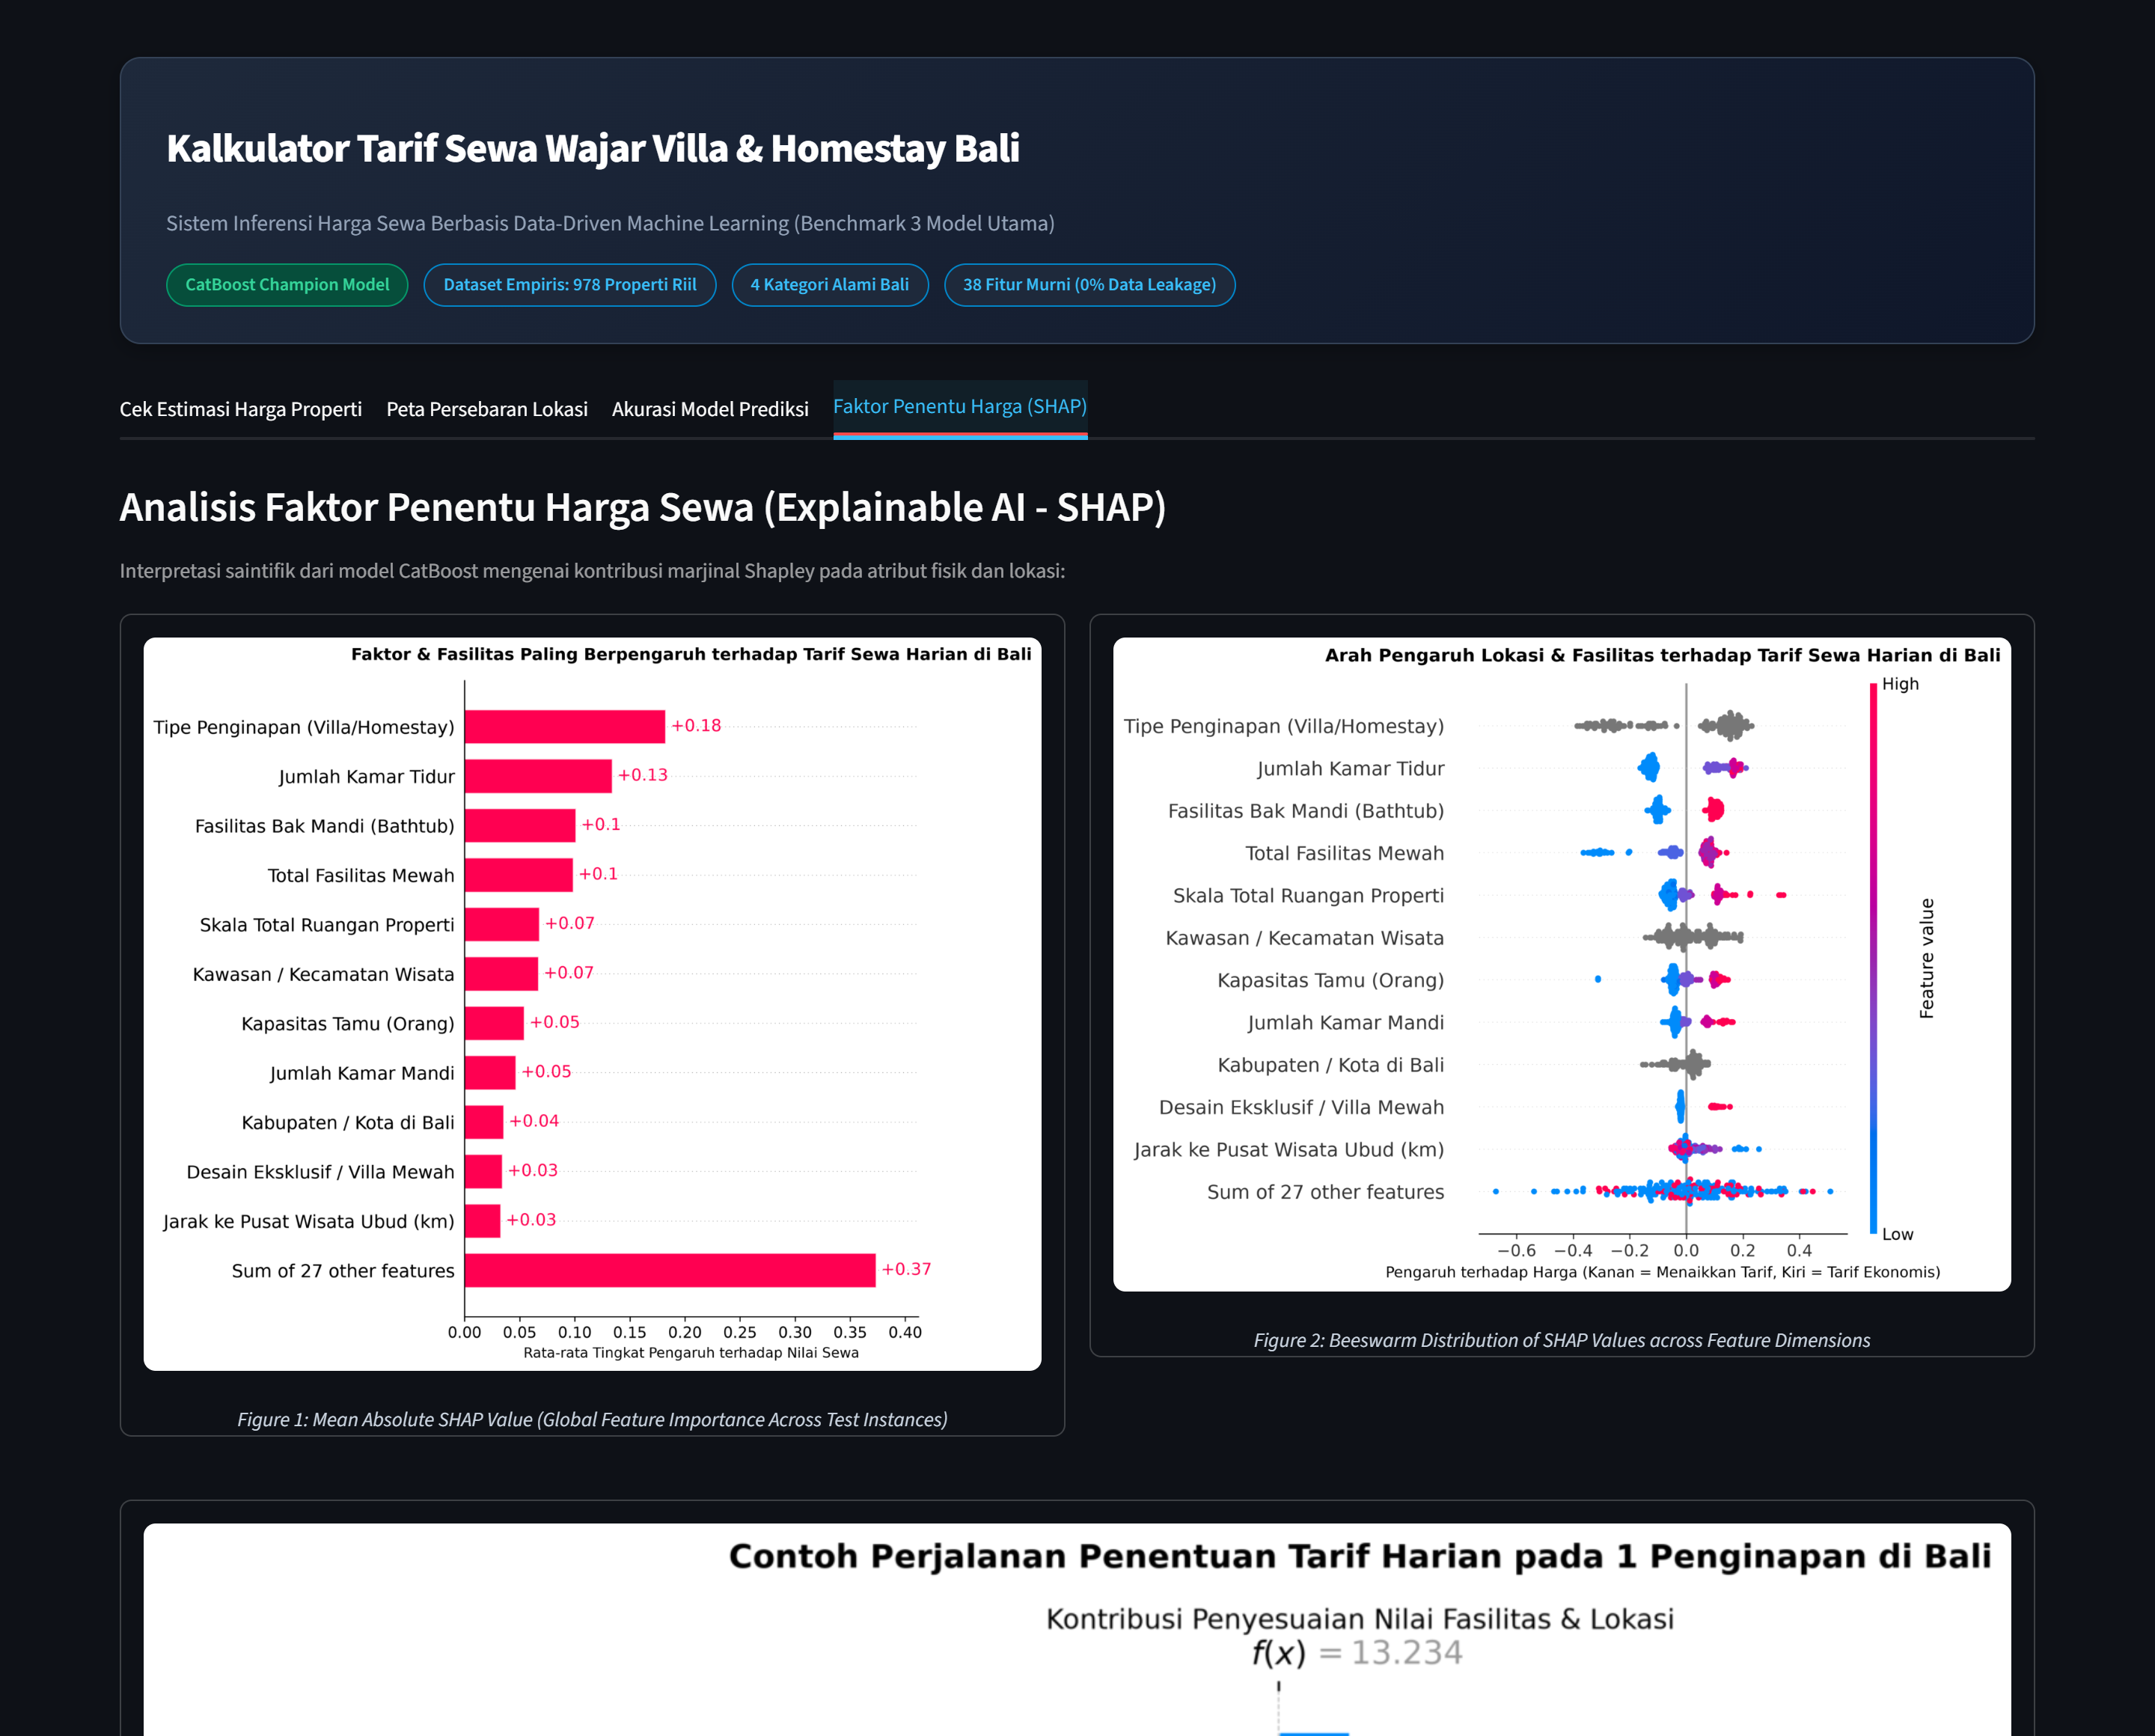 Kalkulator Tarif Sewa Wajar Villa & Homestay Bali
Sistem Inferensi Harga Sewa Berbasis Data-Driven Machine Learning (Benchmark 3 Model Utama)
CatBoost Champion Model
Dataset Empiris: 978 Properti Riil
4 Kategori Alami Bali
38 Fitur Murni (0% Data Leakage)
Cek Estimasi Harga Properti
Peta Persebaran Lokasi
Akurasi Model Prediksi
Faktor Penentu Harga (SHAP)
Analisis Faktor Penentu Harga Sewa (Explainable AI - SHAP)
Interpretasi saintifik dari model CatBoost mengenai kontribusi marjinal Shapley pada atribut fisik dan lokasi:
Faktor & Fasilitas Paling Berpengaruh terhadap Tarif Sewa Harian di Bali
Tipe Penginapan (Villa/Homestay) +0.18
Jumlah Kamar Tidur +0.13
Fasilitas Bak Mandi (Bathtub) +0.1
Total Fasilitas Mewah +0.1
Skala Total Ruangan Properti +0.07
Kawasan / Kecamatan Wisata +0.07
Kapasitas Tamu (Orang) +0.05
Jumlah Kamar Mandi +0.05
Kabupaten / Kota di Bali +0.04
Desain Eksklusif / Villa Mewah +0.03
Jarak ke Pusat Wisata Ubud (km) +0.03
Sum of 27 other features +0.37
0.00 0.05 0.10 0.15 0.20 0.25 0.30 0.35 0.40
Rata-rata Tingkat Pengaruh terhadap Nilai Sewa
Figure 1: Mean Absolute SHAP Value (Global Feature Importance Across Test Instances)
Arah Pengaruh Lokasi & Fasilitas terhadap Tarif Sewa Harian di Bali
High
Tipe Penginapan (Villa/Homestay)
Jumlah Kamar Tidur
Fasilitas Bak Mandi (Bathtub)
Total Fasilitas Mewah
Skala Total Ruangan Properti
Kawasan / Kecamatan Wisata
Kapasitas Tamu (Orang)
Jumlah Kamar Mandi
Kabupaten / Kota di Bali
Desain Eksklusif / Villa Mewah
Jarak ke Pusat Wisata Ubud (km)
Sum of 27 other features
Feature value
Low
−0.6 −0.4 −0.2 0.0 0.2 0.4
Pengaruh terhadap Harga (Kanan = Menaikkan Tarif, Kiri = Tarif Ekonomis)
Figure 2: Beeswarm Distribution of SHAP Values across Feature Dimensions
Contoh Perjalanan Penentuan Tarif Harian pada 1 Penginapan di Bali
Kontribusi Penyesuaian Nilai Fasilitas & Lokasi
f(x) = 13.234